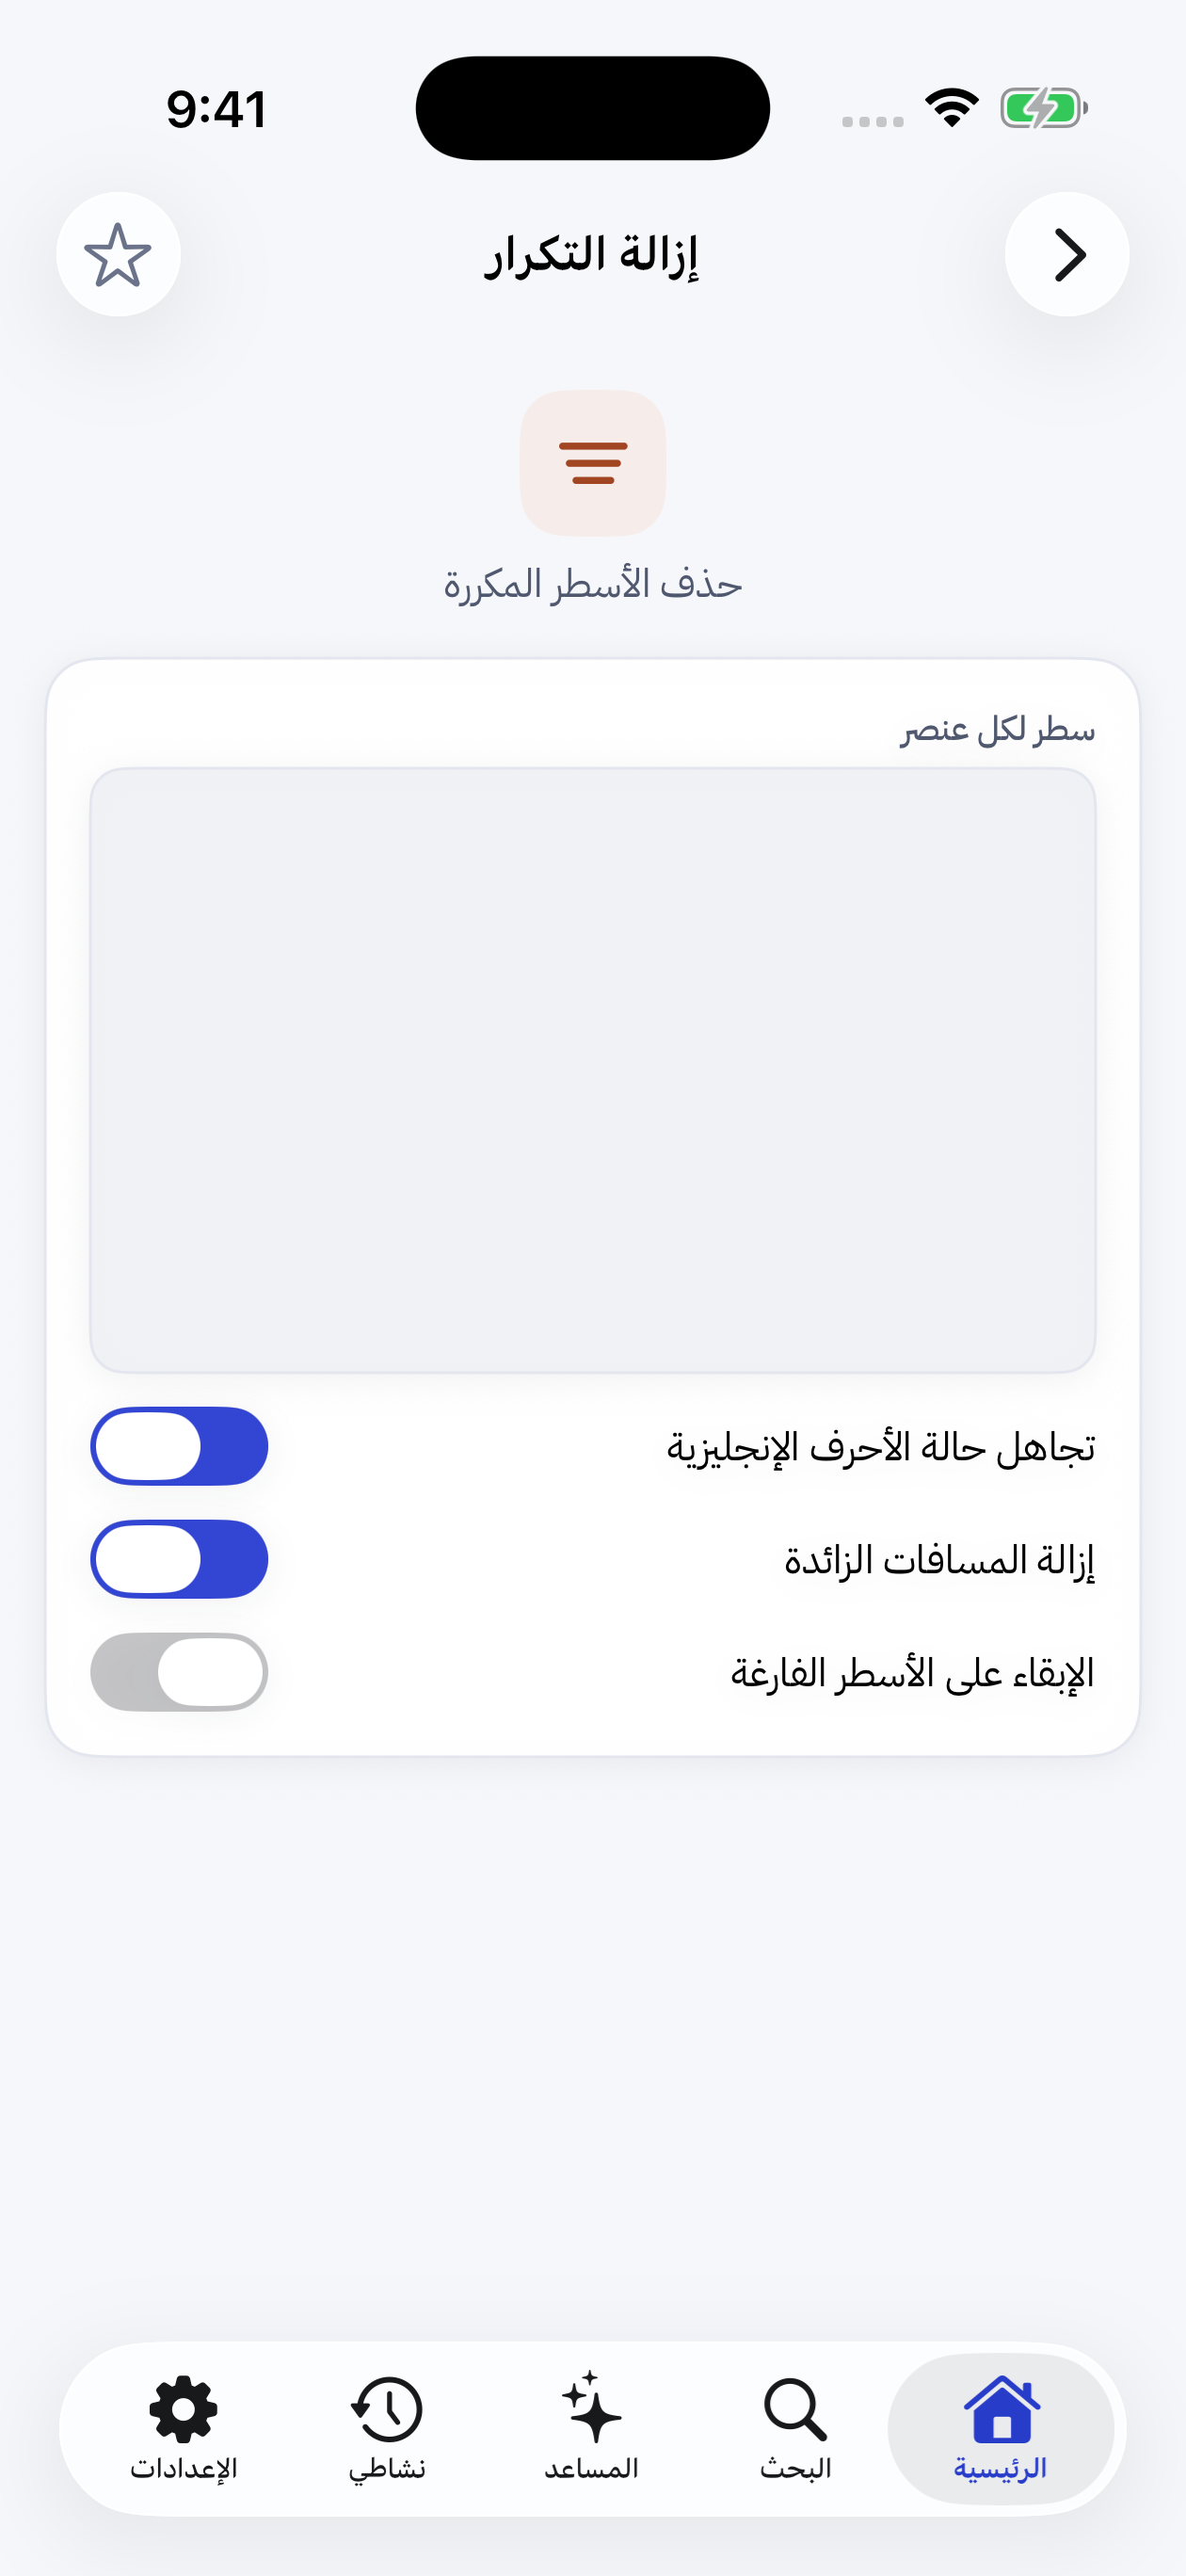 9:41
إزالة التكرار
حذف الأسطر المكررة
سطر لكل عنصر
تجاهل حالة الأحرف الإنجليزية
إزالة المسافات الزائدة
الإبقاء على الأسطر الفارغة
الرئيسية
البحث
المساعد
نشاطي
الإعدادات